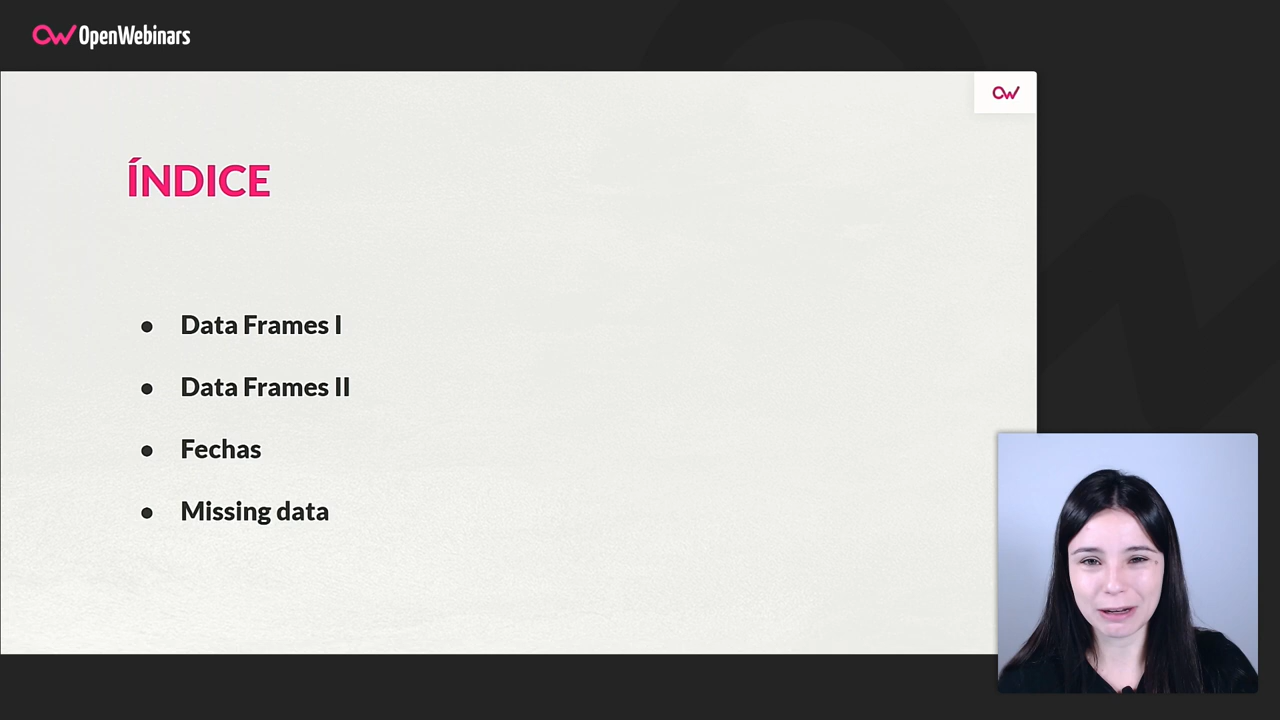 OpenWebinars
ÍNDICE
● Data Frames I
● Data Frames II
● Fechas
● Missing data